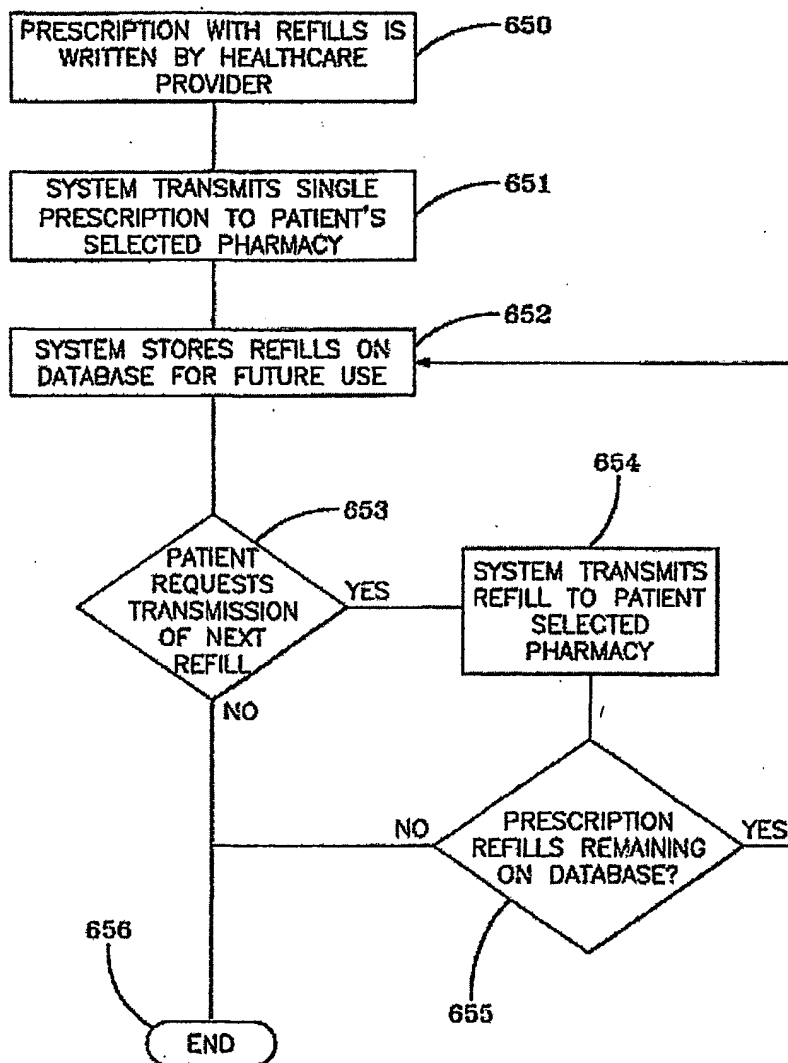 PRESCRIPTION WITH REFILLS IS
WRITTEN BY HEALTHCARE
PROVIDER
650
SYSTEM TRANSMITS SINGLE
PRESCRIPTION TO PATIENT'S
SELECTED PHARMACY
651
SYSTEM STORES REFILLS ON
DATABASE FOR FUTURE USE
652
PATIENT
REQUESTS
TRANSMISSION
OF NEXT
REFILL
653
YES
NO
SYSTEM TRANSMITS
REFILL TO PATIENT
SELECTED
PHARMACY
654
PRESCRIPTION
REFILLS REMAINING
ON DATABASE?
655
NO
YES
656
END